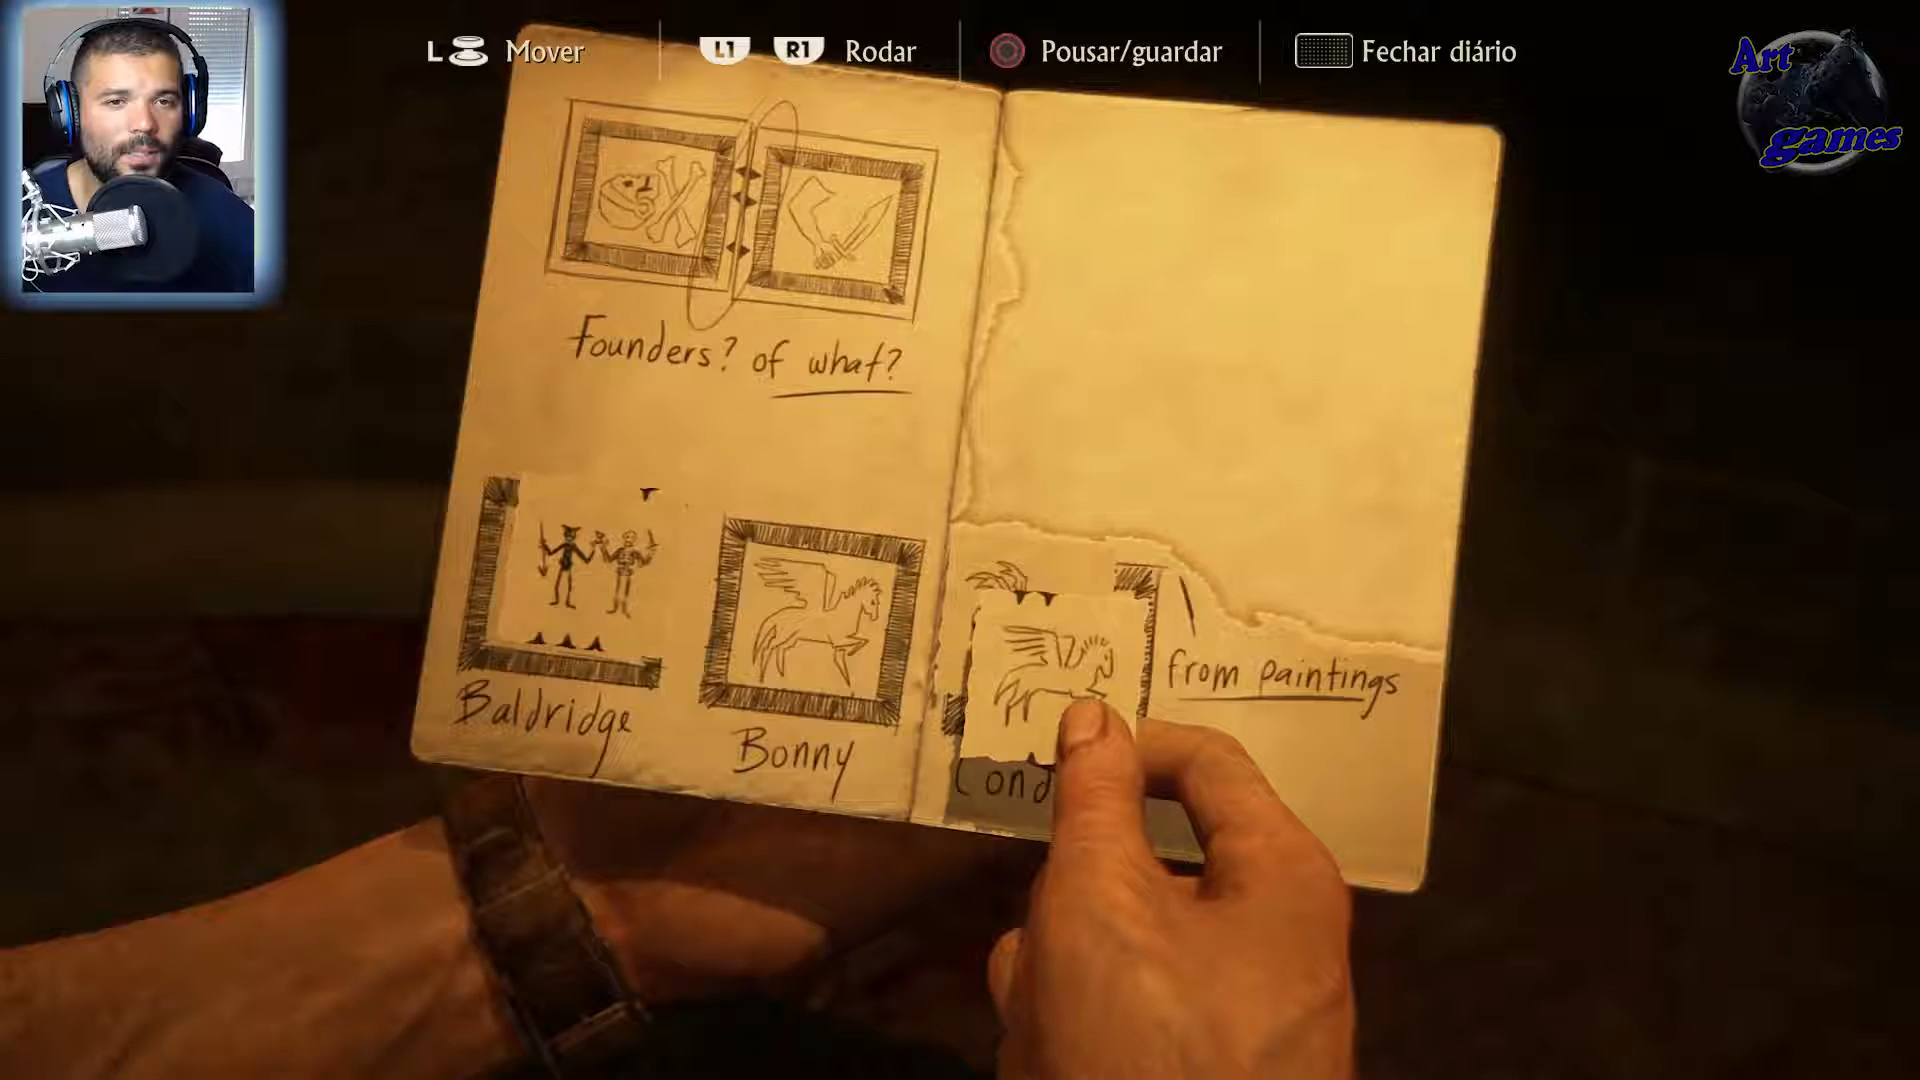 L Mover
L1 R1 Rodar
Pousar/guardar
Fechar diário
Art
games
Founders? of what?
Baldridge
Bonny
from paintings